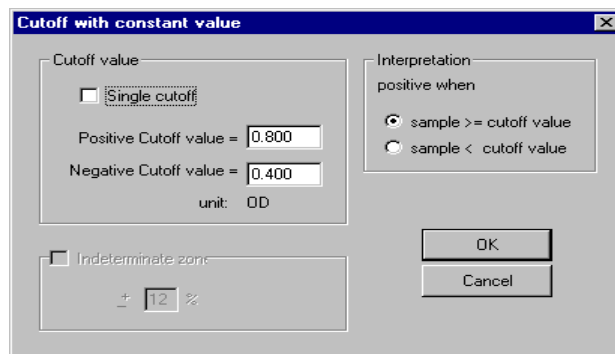 Cutoff with constant value
Cutoff value
Single cutoff
Positive Cutoff value = 0.800
Negative Cutoff value = 0.400
unit: OD
Interpretation
positive when
sample >= cutoff value
sample < cutoff value
Indeterminate zone
± 12 %
OK
Cancel